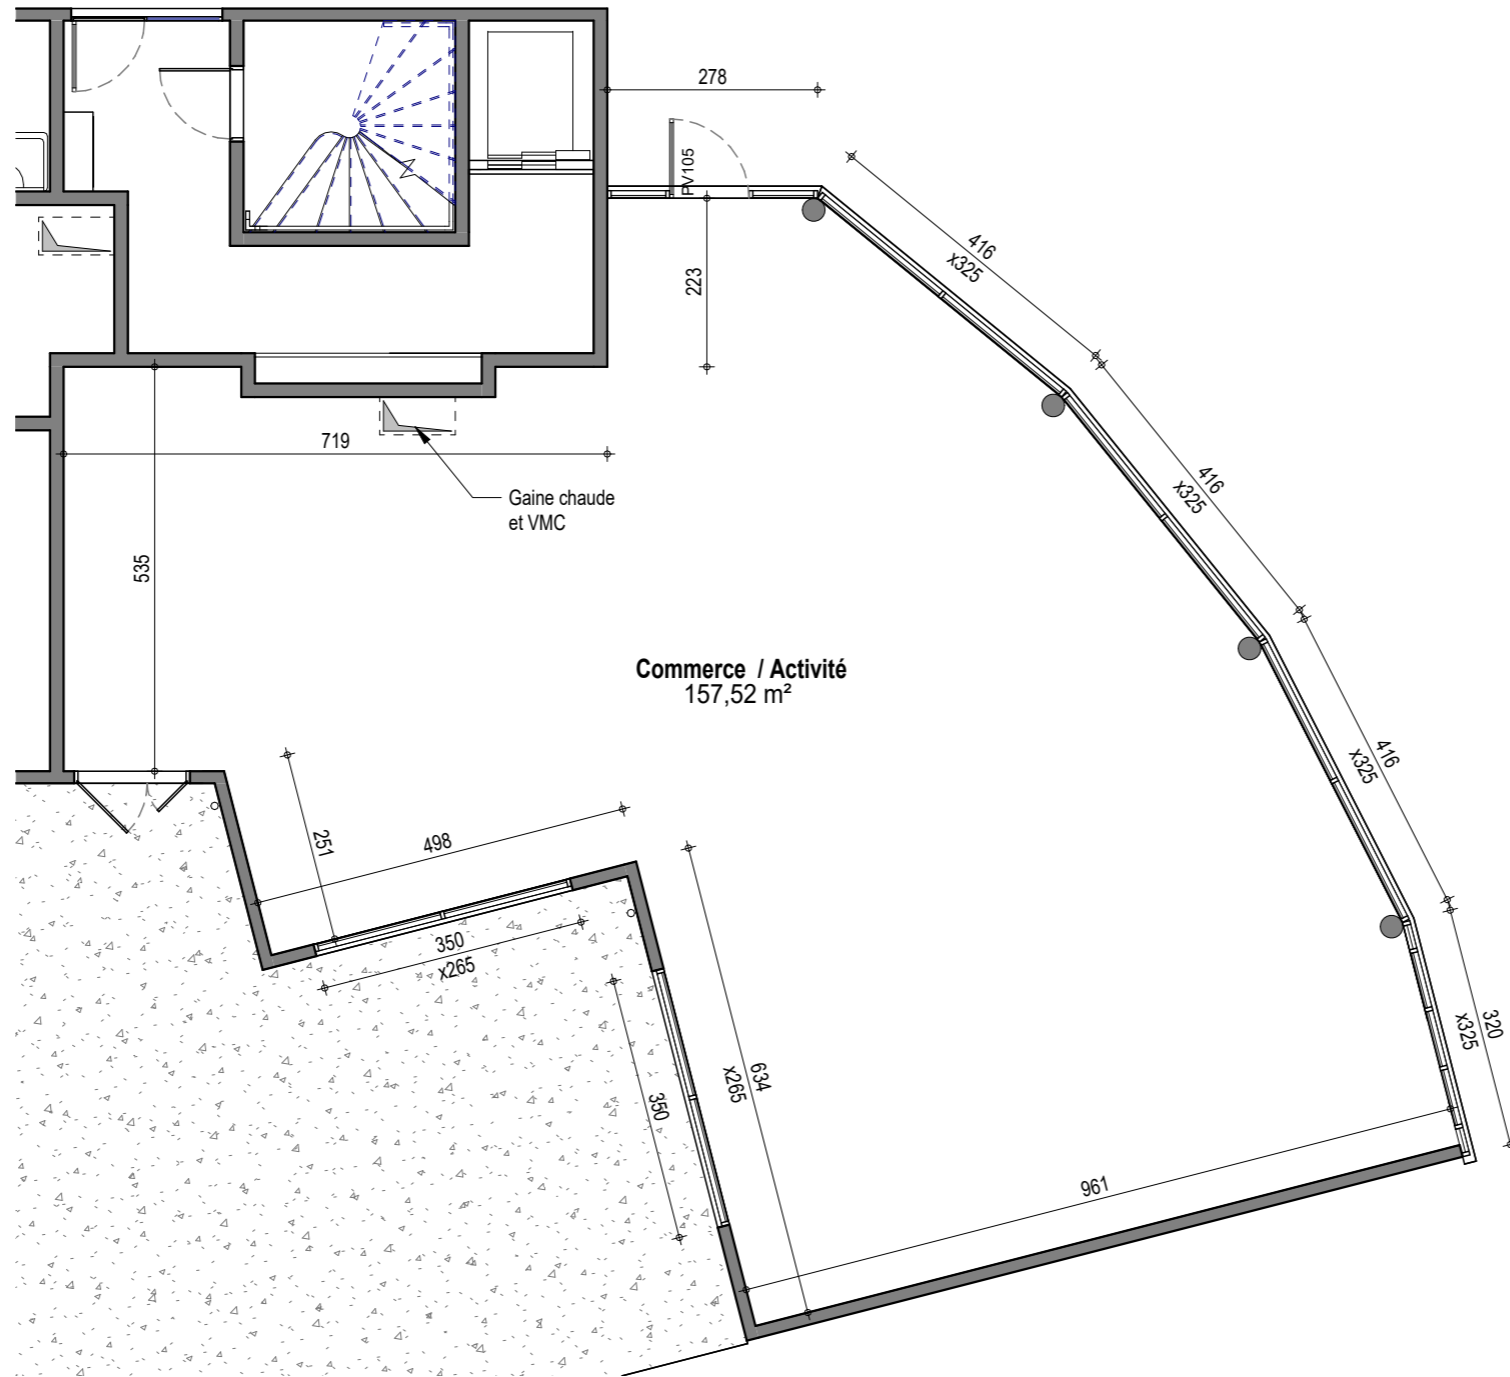 278
PV105
223
416
x325
719
Gaine chaude
et VMC
416
x325
535
Commerce / Activité
157,52 m²
416
x325
251
498
350
x265
634
x265
350
320
x325
961